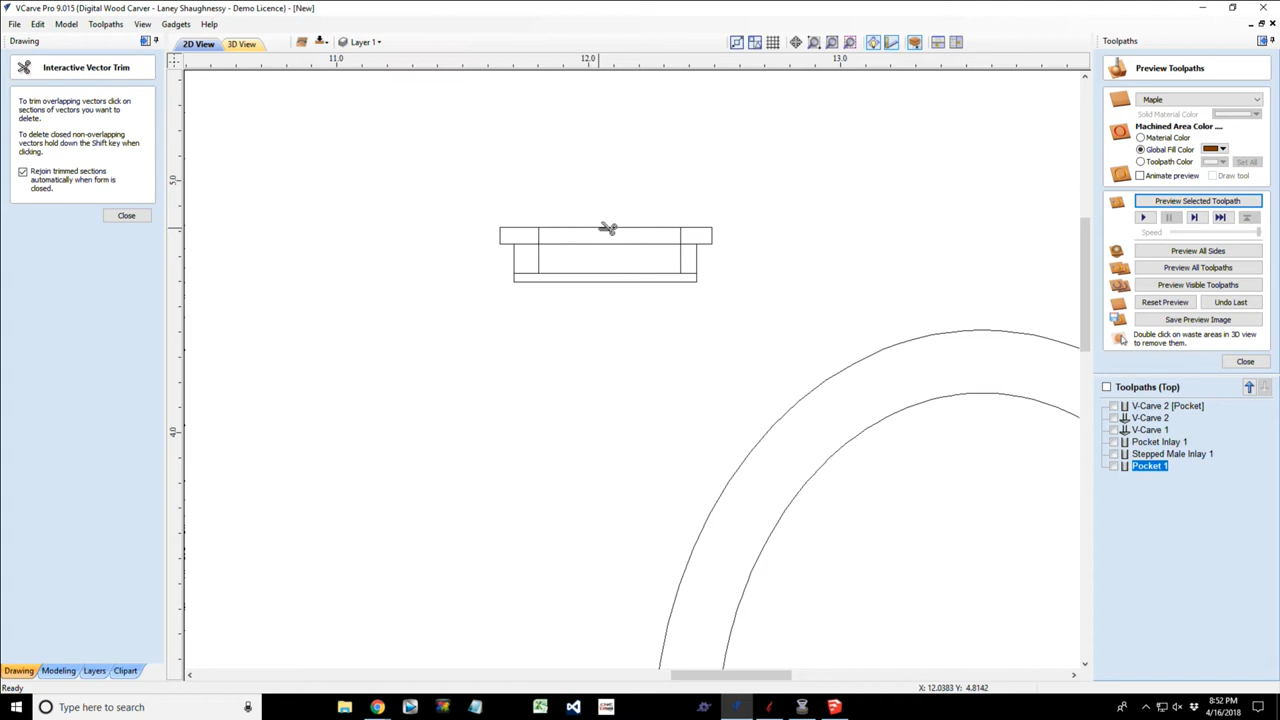 VCarve Pro 9.015 {Digital Wood Carver - Laney Shaughnessy - Demo Licence} - [New]
File Edit Model Toolpaths View Gadgets Help
Drawing
2D View 3D View
Layer 1
Toolpaths
Interactive Vector Trim
To trim overlapping vectors click on
sections of vectors you want to
delete.
To delete closed non-overlapping
vectors hold down the Shift key when
clicking.
Rejoin trimmed sections
automatically when form is
closed.
Close
11.0 12.0 13.0
5.0
4.0
Preview Toolpaths
Maple
Solid Material Color
Machined Area Color ....
Material Color
Global Fill Color
Toolpath Color Set All
Animate preview Draw tool
Preview Selected Toolpath
Speed
Preview All Sides
Preview All Toolpaths
Preview Visible Toolpaths
Reset Preview Undo Last
Save Preview Image
Double click on waste areas in 3D view
to remove them.
Close
Toolpaths (Top)
V-Carve 2 [Pocket]
V-Carve 2
V-Carve 1
Pocket Inlay 1
Stepped Male Inlay 1
Pocket 1
Drawing Modeling Layers Clipart
Ready
X: 12.0383 Y: 4.8142
Type here to search
8:52 PM
4/16/2018